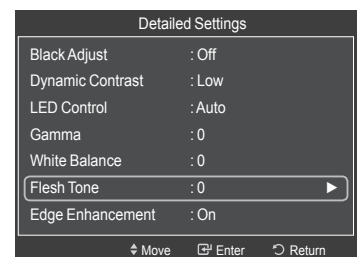 Detailed Settings
Black Adjust : Off
Dynamic Contrast : Low
LED Control : Auto
Gamma : 0
White Balance : 0
Flesh Tone : 0 ►
Edge Enhancement : On
Move Enter Return